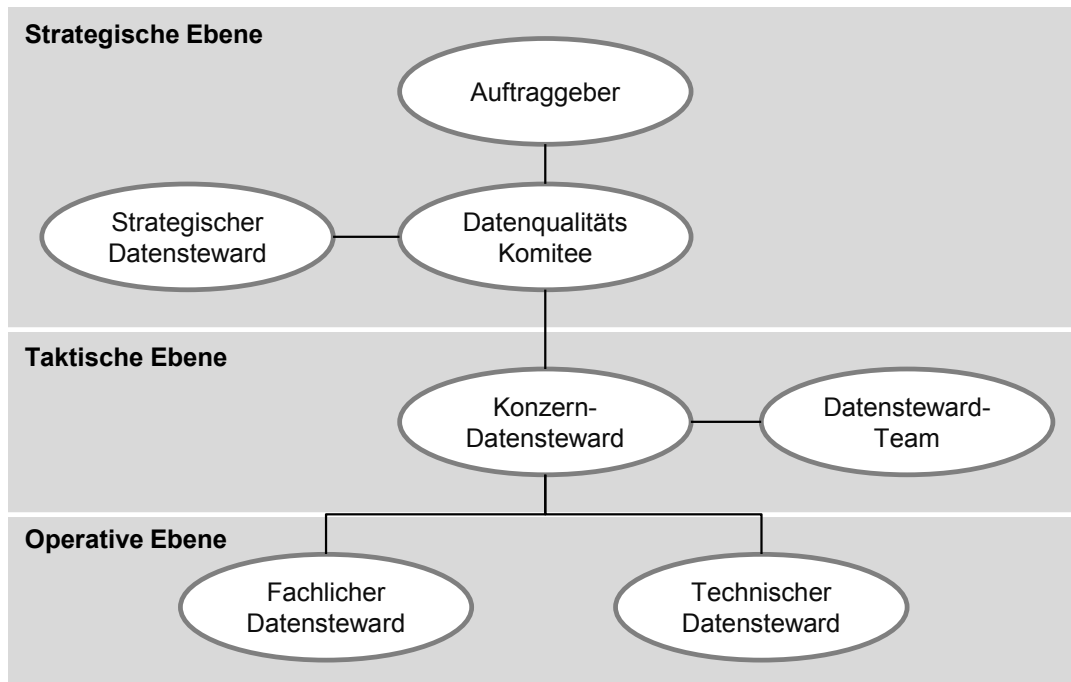 Strategische Ebene
Auftraggeber
Strategischer
Datensteward
Datenqualitäts
Komitee
Taktische Ebene
Konzern-
Datensteward
Datensteward-
Team
Operative Ebene
Fachlicher
Datensteward
Technischer
Datensteward